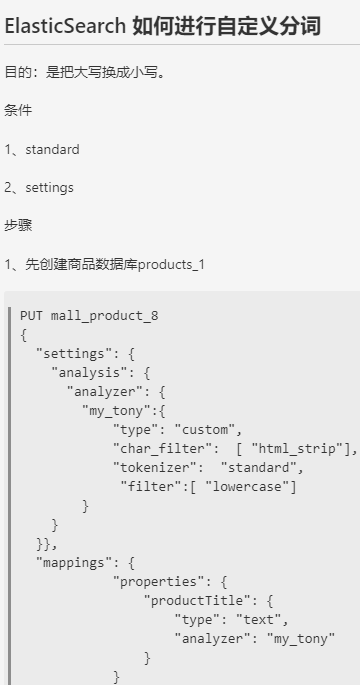 ElasticSearch 如何进行自定义分词
目的：是把大写换成小写。
条件
1、standard
2、settings
步骤
1、先创建商品数据库products_1
PUT mall_product_8
{
  "settings": {
    "analysis": {
      "analyzer": {
        "my_tony":{
            "type": "custom",
            "char_filter":  [ "html_strip"],
            "tokenizer":  "standard",
             "filter":[ "lowercase"]
        }
    }
  }},
  "mappings": {
            "properties": {
                "productTitle": {
                    "type": "text",
                    "analyzer": "my_tony"
                }
            }